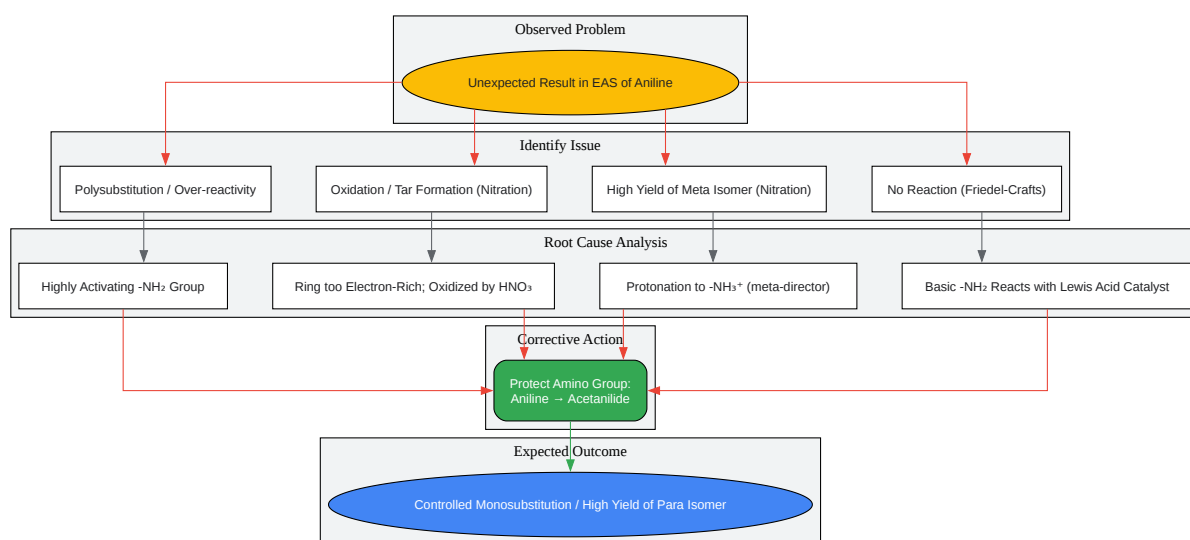 Observed Problem
Unexpected Result in EAS of Aniline
Identify Issue
Polysubstitution / Over-reactivity
Oxidation / Tar Formation (Nitration)
High Yield of Meta Isomer (Nitration)
No Reaction (Friedel-Crafts)
Root Cause Analysis
Highly Activating -NH₂ Group
Ring too Electron-Rich; Oxidized by HNO₃
Protonation to -NH₃⁺ (meta-director)
Basic -NH₂ Reacts with Lewis Acid Catalyst
Corrective Action
Protect Amino Group:
Aniline → Acetanilide
Expected Outcome
Controlled Monosubstitution / High Yield of Para Isomer